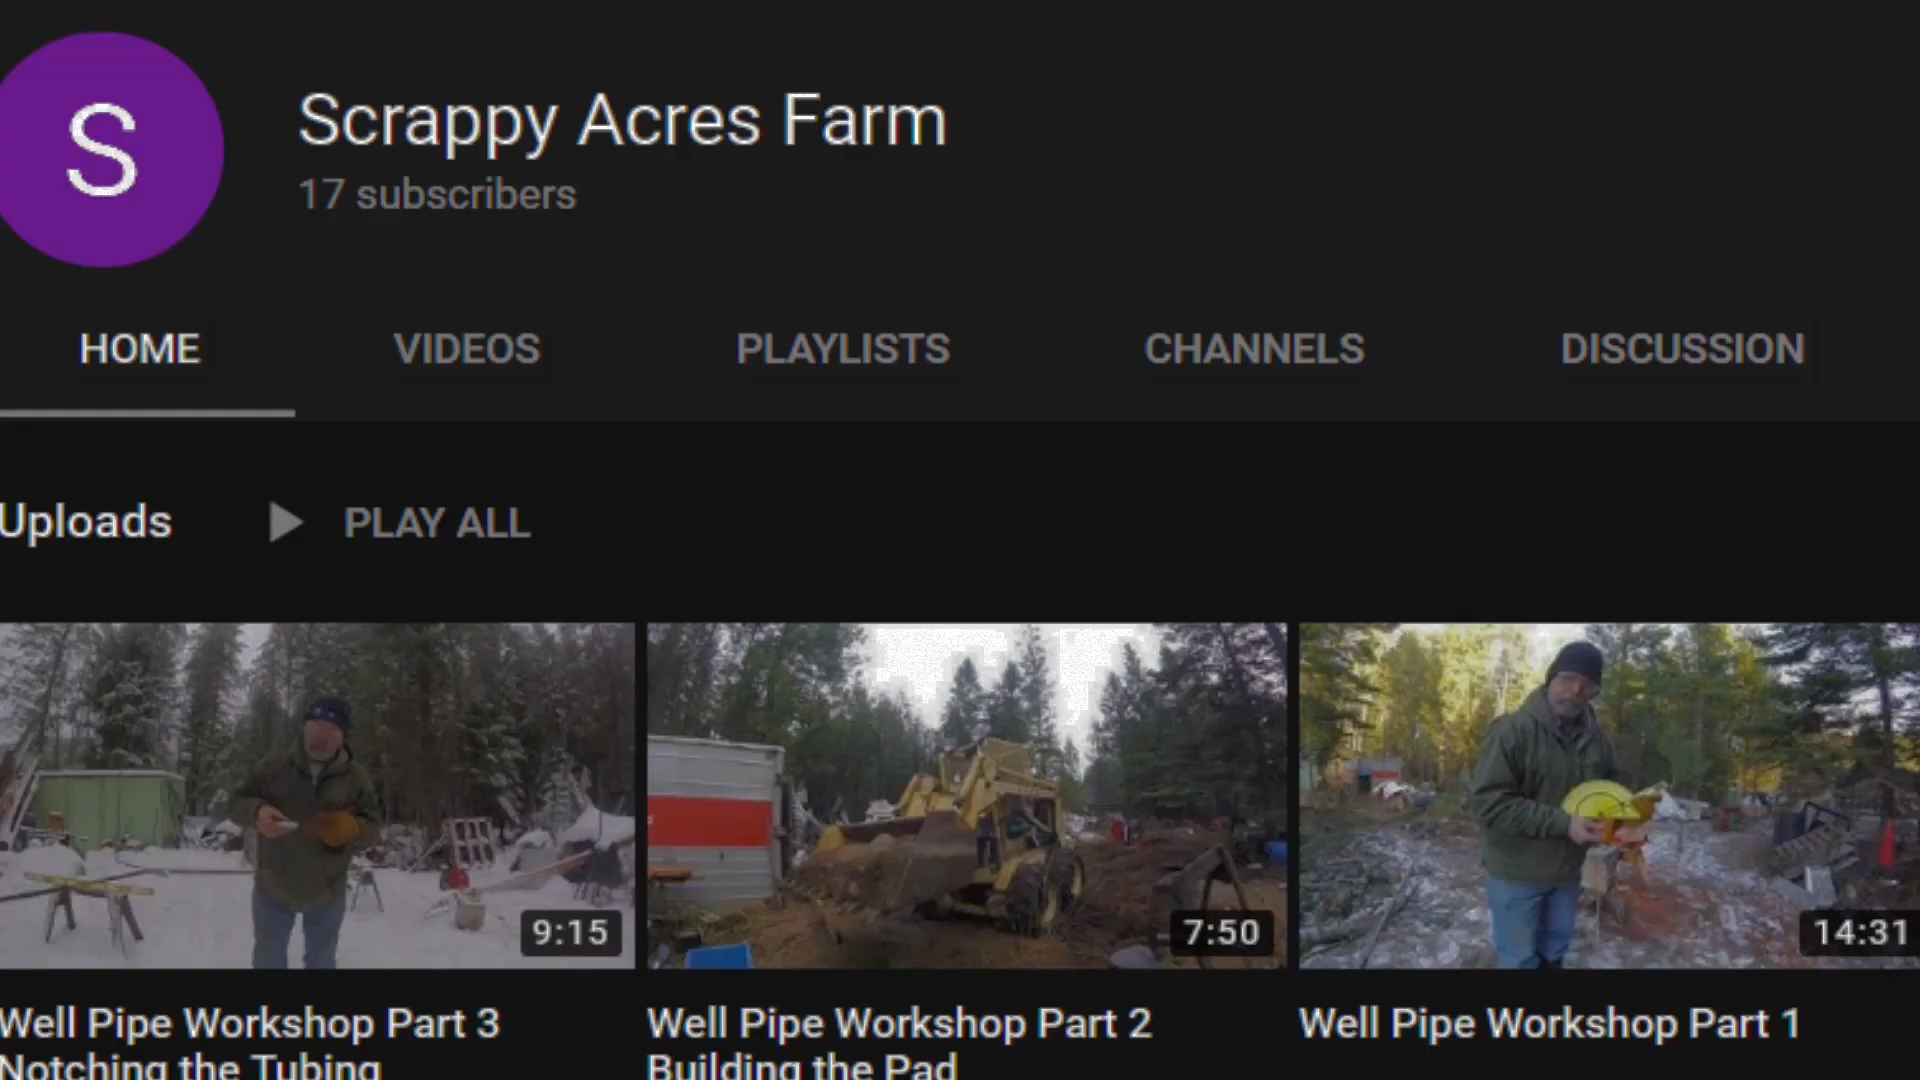 S
Scrappy Acres Farm
17 subscribers
HOME VIDEOS PLAYLISTS CHANNELS DISCUSSION
Uploads PLAY ALL
9:15 7:50 14:31
Well Pipe Workshop Part 3 Well Pipe Workshop Part 2 Well Pipe Workshop Part 1
Notching the Tubing Building the Pad